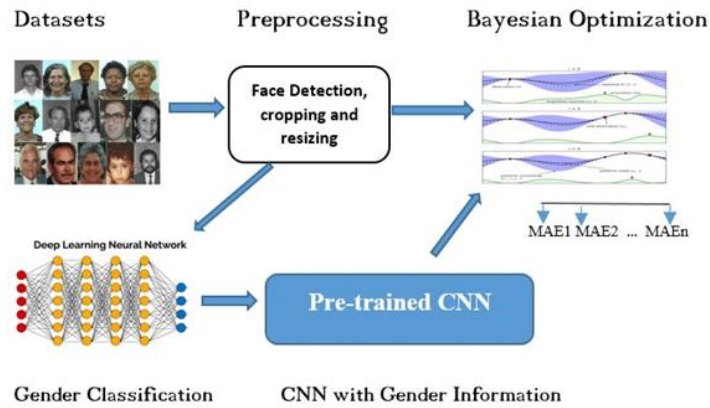 Datasets
Preprocessing
Bayesian Optimization
Face Detection,
cropping and
resizing
MAE1 MAE2 ... MAEn
Deep Learning Neural Network
Pre-trained CNN
Gender Classification
CNN with Gender Information